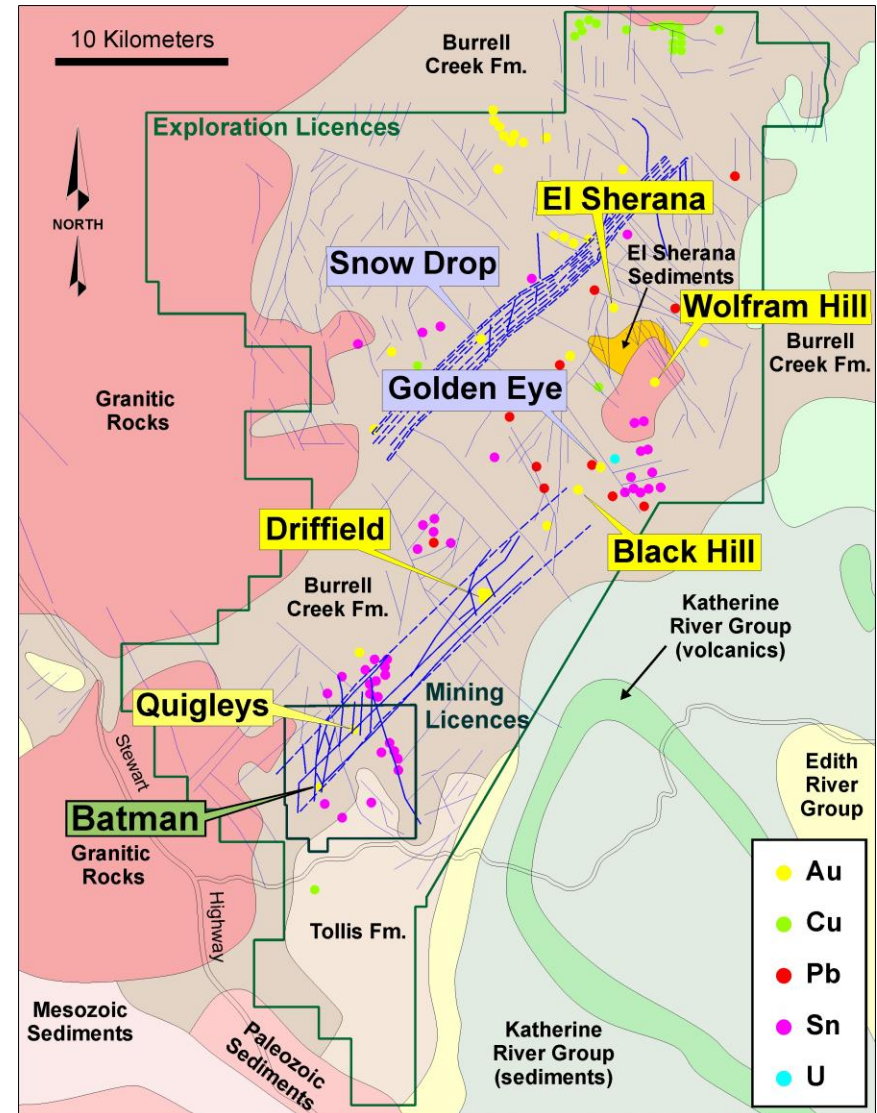 10 Kilometers
Burrell
Creek Fm.
Exploration Licences
NORTH
El Sherana
El Sherana
Sediments
Snow Drop
Wolfram Hill
Burrell
Creek Fm.
Golden Eye
Granitic
Rocks
Driffield
Black Hill
Burrell
Creek Fm.
Katherine
River Group
(volcanics)
Mining
Licences
Quigleys
Stewart
Highway
Edith
River
Group
Batman
Granitic
Rocks
Tollis Fm.
Mesozoic
Sediments
Paleozoic
Sediments
Katherine
River Group
(sediments)
Au
Cu
Pb
Sn
U